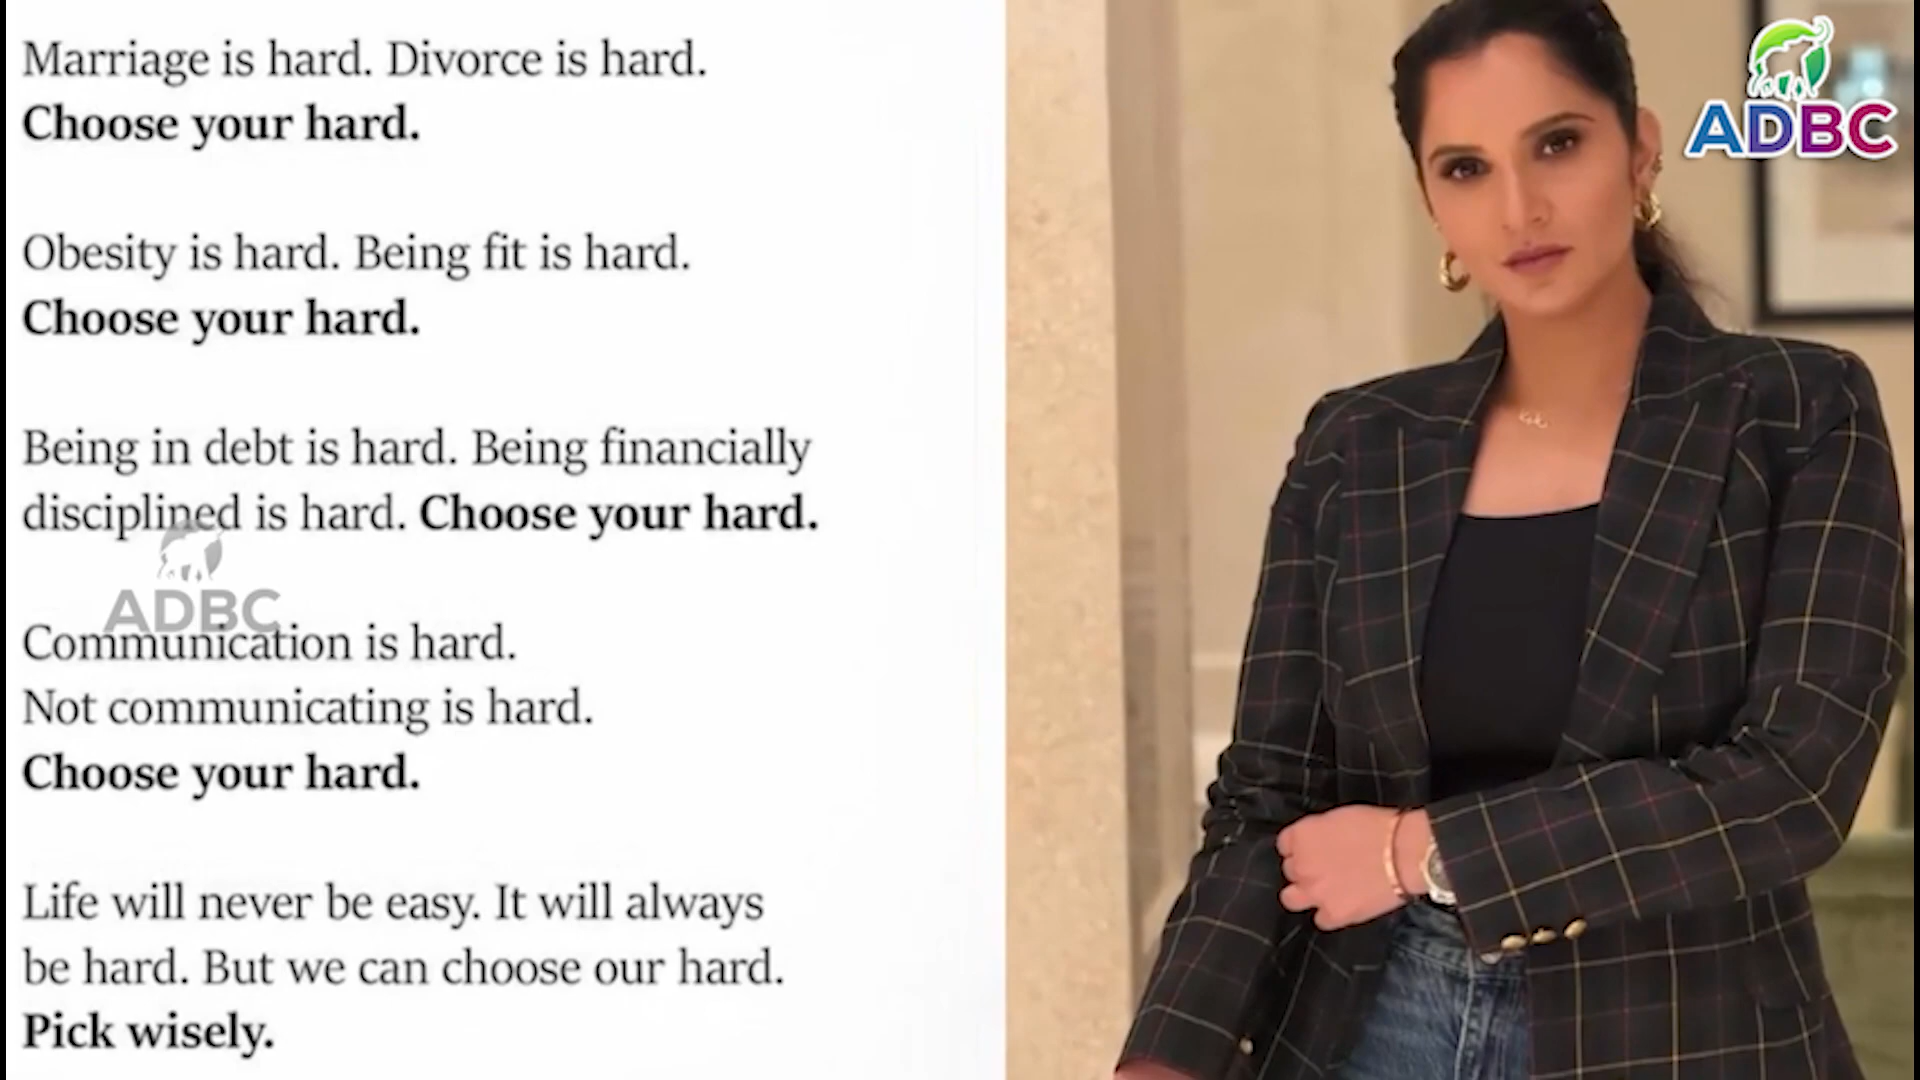 Marriage is hard. Divorce is hard.
Choose your hard.
Obesity is hard. Being fit is hard.
Choose your hard.
Being in debt is hard. Being financially
disciplined is hard. Choose your hard.
ADBC
Communication is hard.
Not communicating is hard.
Choose your hard.
Life will never be easy. It will always
be hard. But we can choose our hard.
Pick wisely.
ADBC